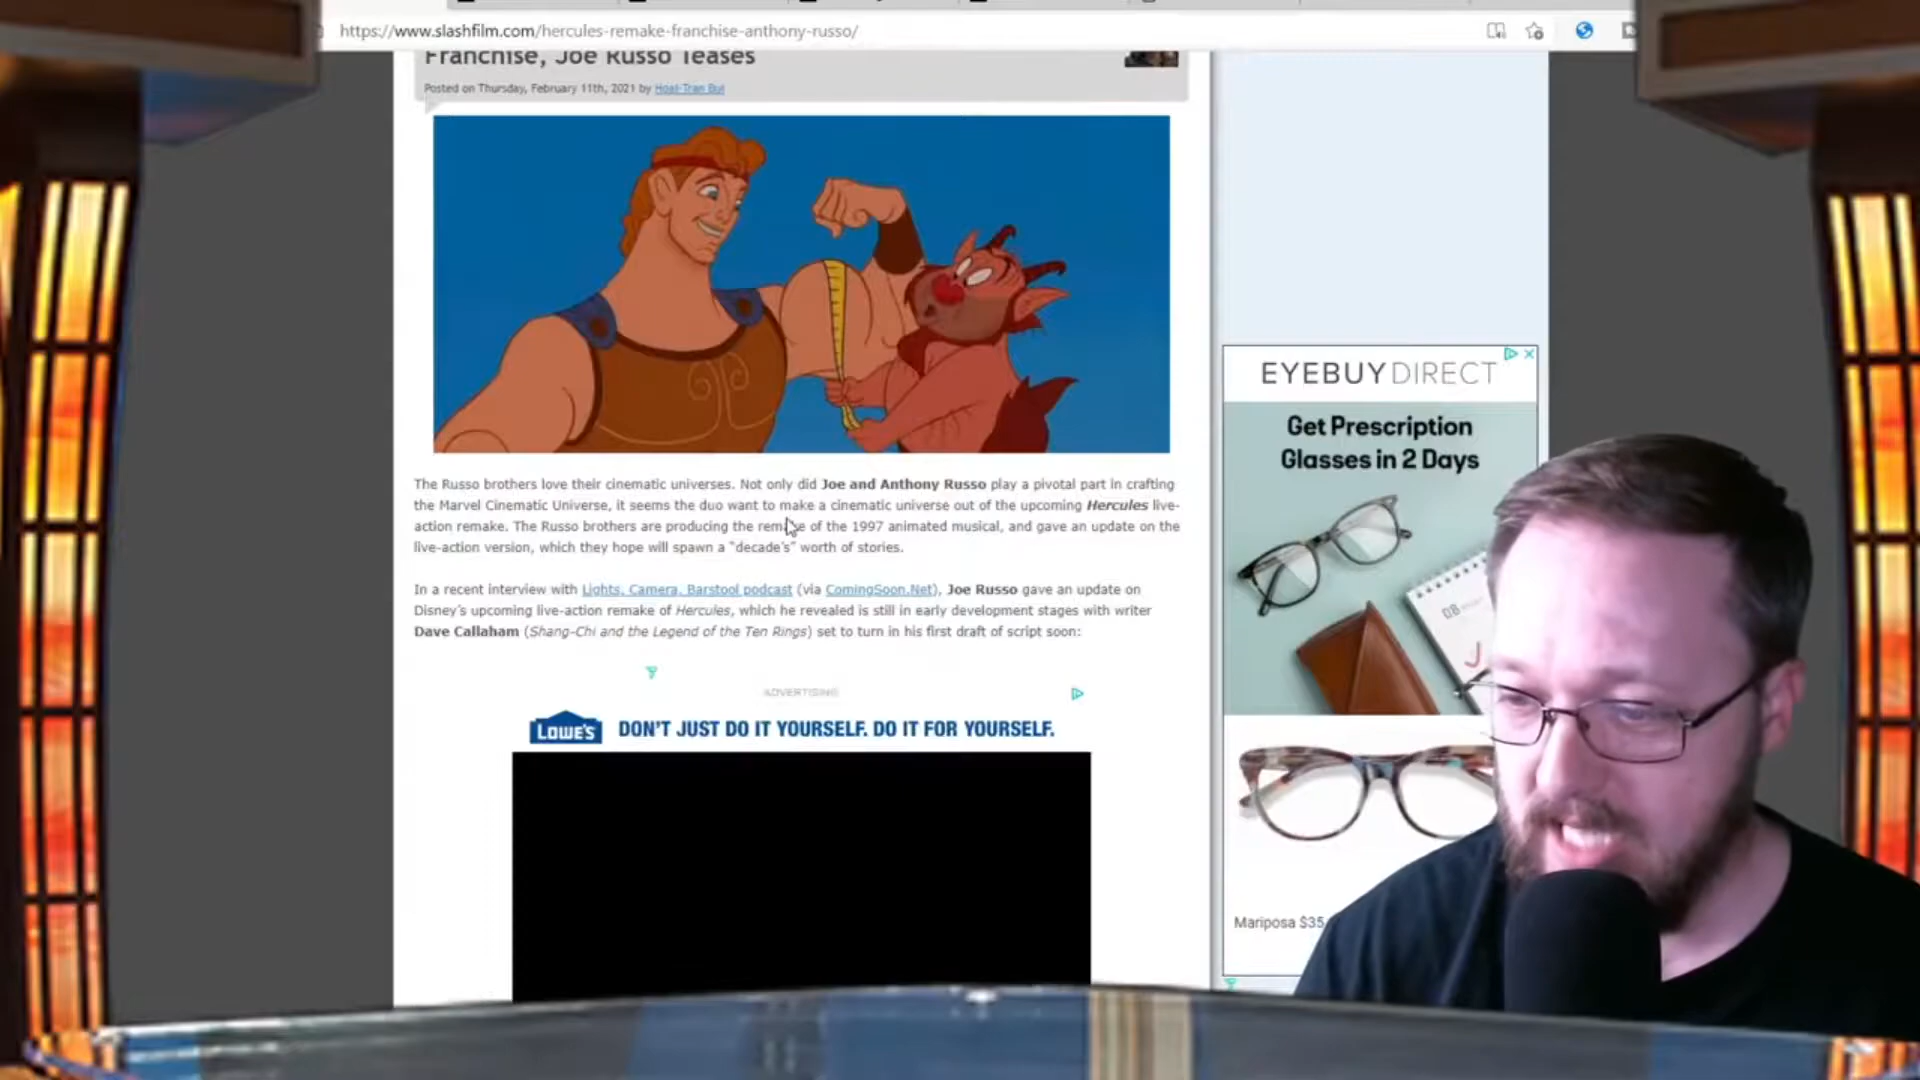 https://www.slashfilm.com/hercules-remake-franchise-anthony-russo/
Franchise, Joe Russo Teases
Posted on Thursday, February 11th, 2021 by Hoai-Tran Bui
The Russo brothers love their cinematic universes. Not only did Joe and Anthony Russo play a pivotal part in crafting
the Marvel Cinematic Universe, it seems the duo want to make a cinematic universe out of the upcoming Hercules live-
action remake. The Russo brothers are producing the remake of the 1997 animated musical, and gave an update on the
live-action version, which they hope will spawn a "decade's" worth of stories.
In a recent interview with Lights, Camera, Barstool podcast (via ComingSoon.Net), Joe Russo gave an update on
Disney's upcoming live-action remake of Hercules, which he revealed is still in early development stages with writer
Dave Callaham (Shang-Chi and the Legend of the Ten Rings) set to turn in his first draft of script soon:
ADVERTISING
LOWE'S DON'T JUST DO IT YOURSELF. DO IT FOR YOURSELF.
EYEBUYDIRECT
Get Prescription
Glasses in 2 Days
08
J
Mariposa $35